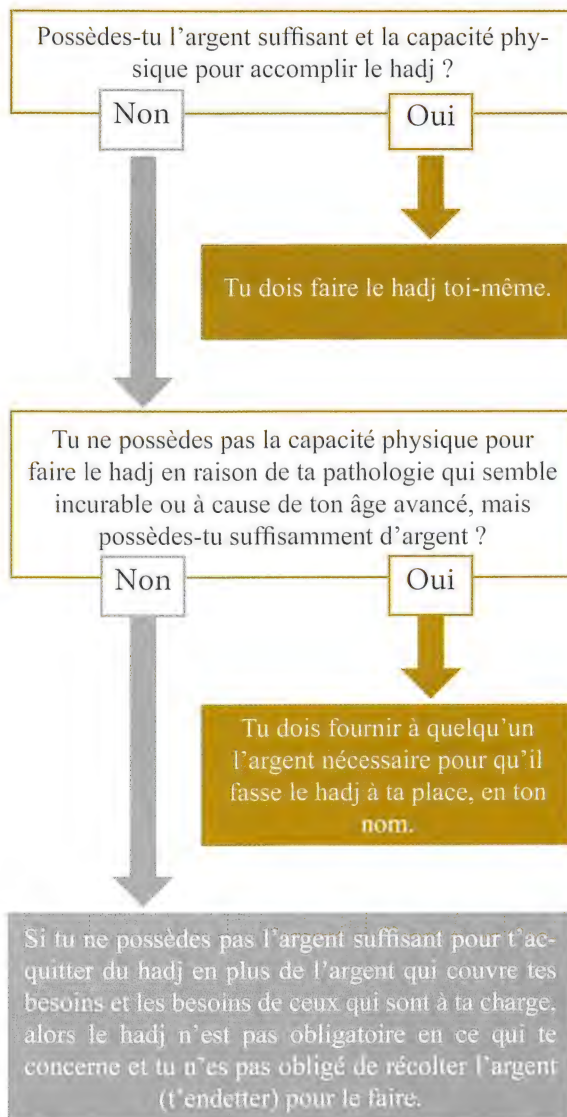 Possèdes-tu l'argent suffisant et la capacité phy-
sique pour accomplir le hadj ?
Non
Oui
Tu dois faire le hadj toi-même.
Tu ne possèdes pas la capacité physique pour
faire le hadj en raison de ta pathologie qui semble
incurable ou à cause de ton âge avancé, mais
possèdes-tu suffisamment d'argent ?
Non
Oui
Tu dois fournir à quelqu'un
l'argent nécessaire pour qu'il
fasse le hadj à ta place, en ton
nom.
Si tu ne possèdes pas l'argent suffisant pour t'ac-
quitter du hadj en plus de l'argent qui couvre tes
besoins et les besoins de ceux qui sont à ta charge,
alors le hadj n'est pas obligatoire en ce qui te
concerne et tu n'es pas obligé de récolter l'argent
(t'endetter) pour le faire.